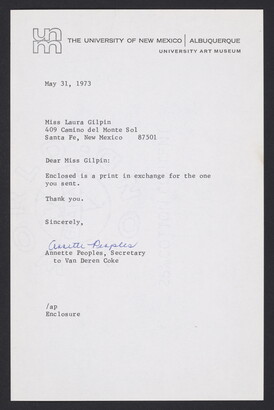 unm
THE UNIVERSITY OF NEW MEXICO | ALBUQUERQUE
UNIVERSITY ART MUSEUM
May 31, 1973
Miss Laura Gilpin
409 Camino del Monte Sol
Santa Fe, New Mexico 87501
Dear Miss Gilpin:
Enclosed is a print in exchange for the one
you sent.
Thank you.
Sincerely,
Annette Peoples
Annette Peoples, Secretary
to Van Deren Coke
/ap
Enclosure